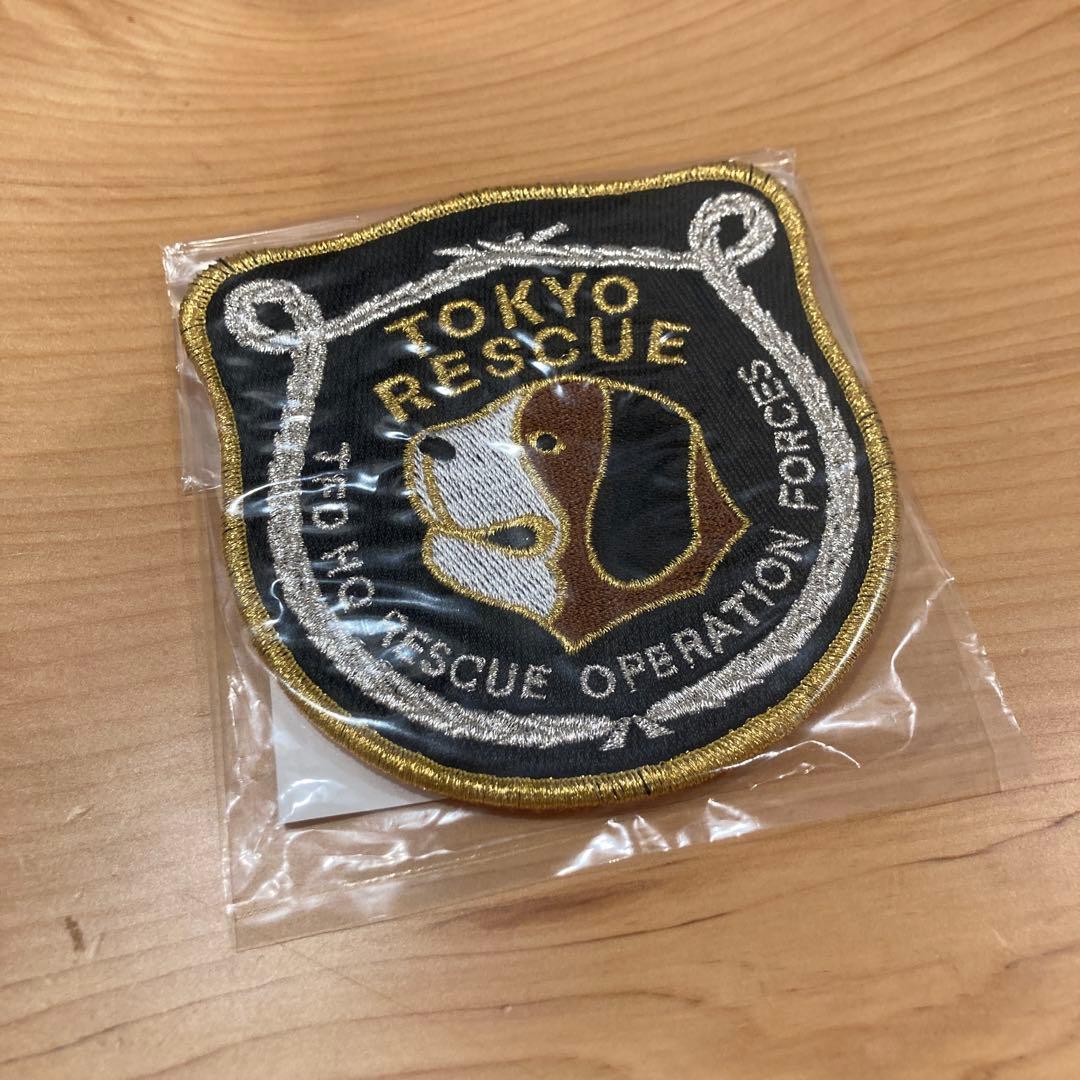 TOKYO
RESCUE
TFD HQ RESCUE OPERATION FORCES